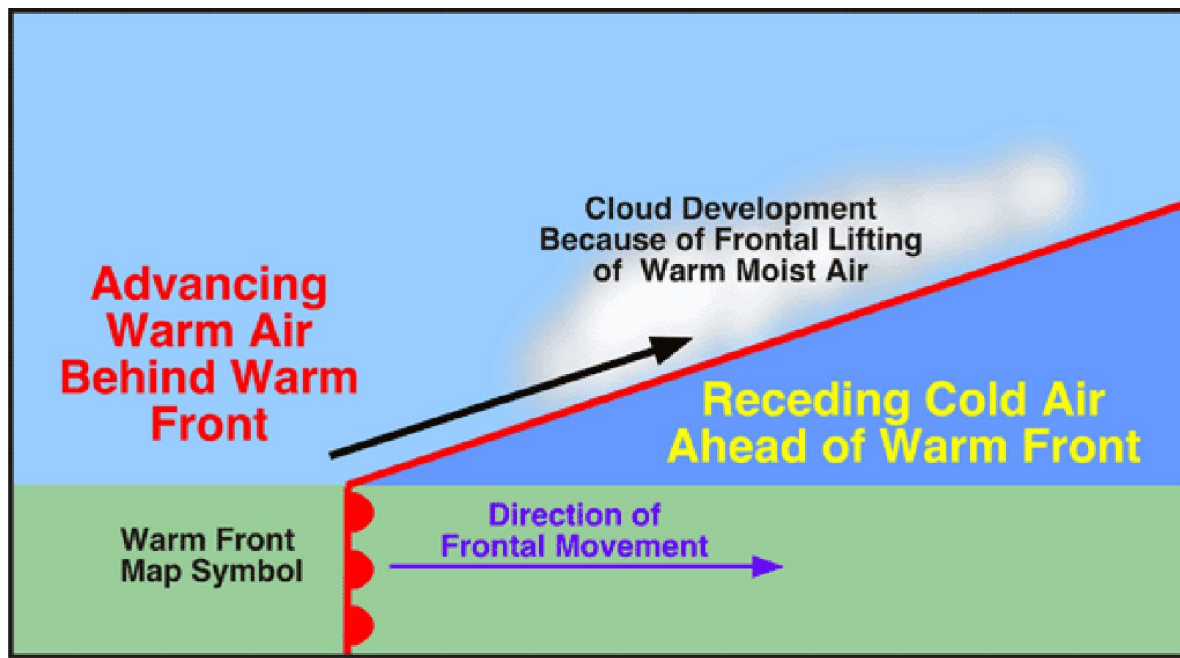 Cloud Development
Because of Frontal Lifting
of Warm Moist Air
Advancing
Warm Air
Behind Warm
Front
Receding Cold Air
Ahead of Warm Front
Warm Front
Map Symbol
Direction of
Frontal Movement